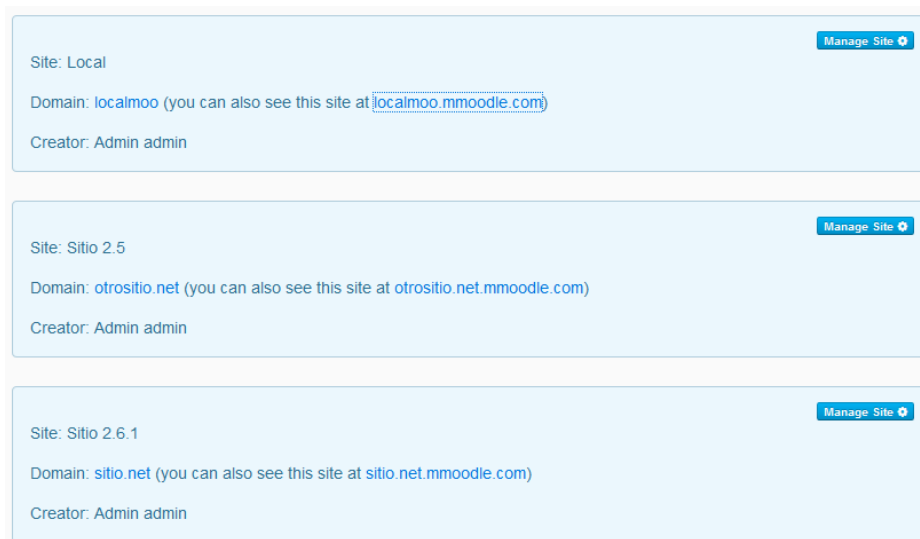 Manage Site
Site: Local
Domain: localmoo (you can also see this site at localmoo.mmoodle.com)
Creator: Admin admin
Manage Site
Site: Sitio 2.5
Domain: otrositio.net (you can also see this site at otrositio.net.mmoodle.com)
Creator: Admin admin
Manage Site
Site: Sitio 2.6.1
Domain: sitio.net (you can also see this site at sitio.net.mmoodle.com)
Creator: Admin admin